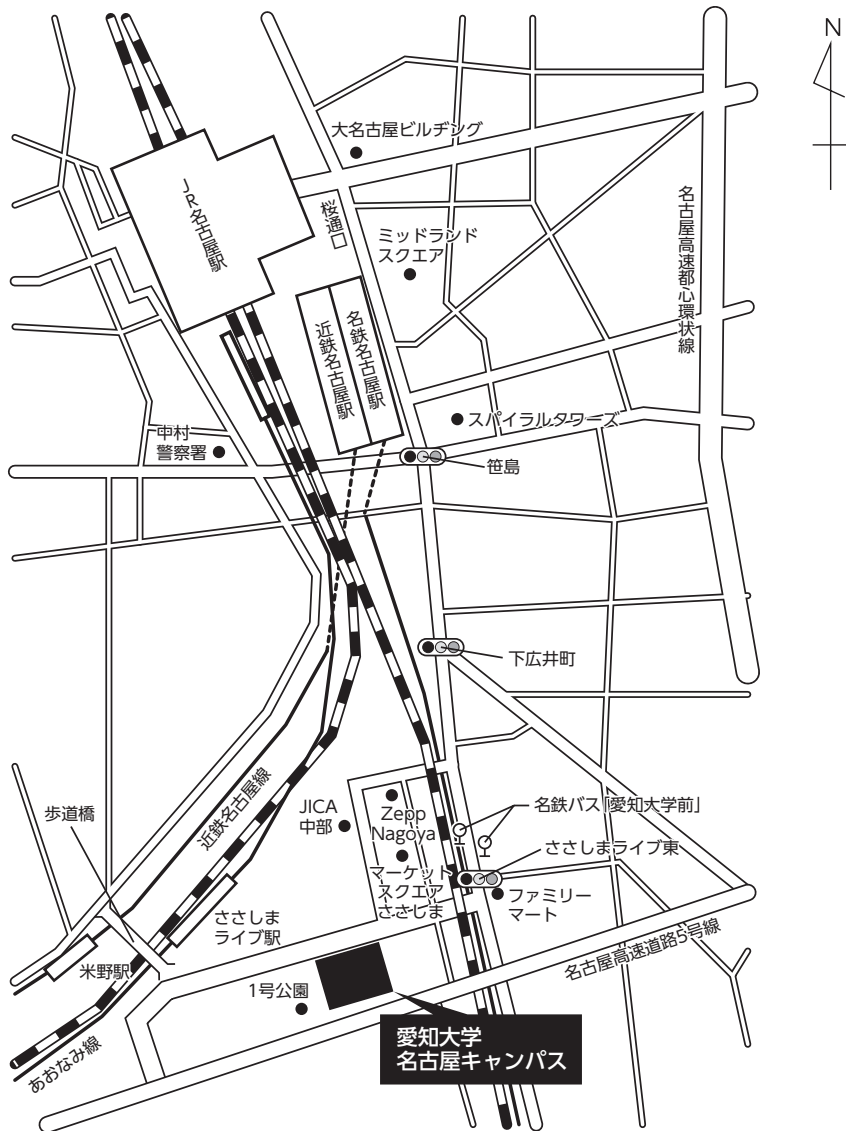 N
大名古屋ビルヂング
JR名古屋駅
桜通口
ミッドランド
スクエア
名古屋高速都心環状線
近鉄名古屋駅
名鉄名古屋駅
スパイラルタワーズ
中村
警察署
笹島
下広井町
近鉄名古屋線
歩道橋
JICA
中部
Zepp
Nagoya
名鉄バス「愛知大学前」
ささしまライブ東
マーケット
スクエア
ささしま
ファミリー
マート
ささしま
ライブ駅
米野駅
名古屋高速道路5号線
1号公園
あおなみ線
愛知大学
名古屋キャンパス